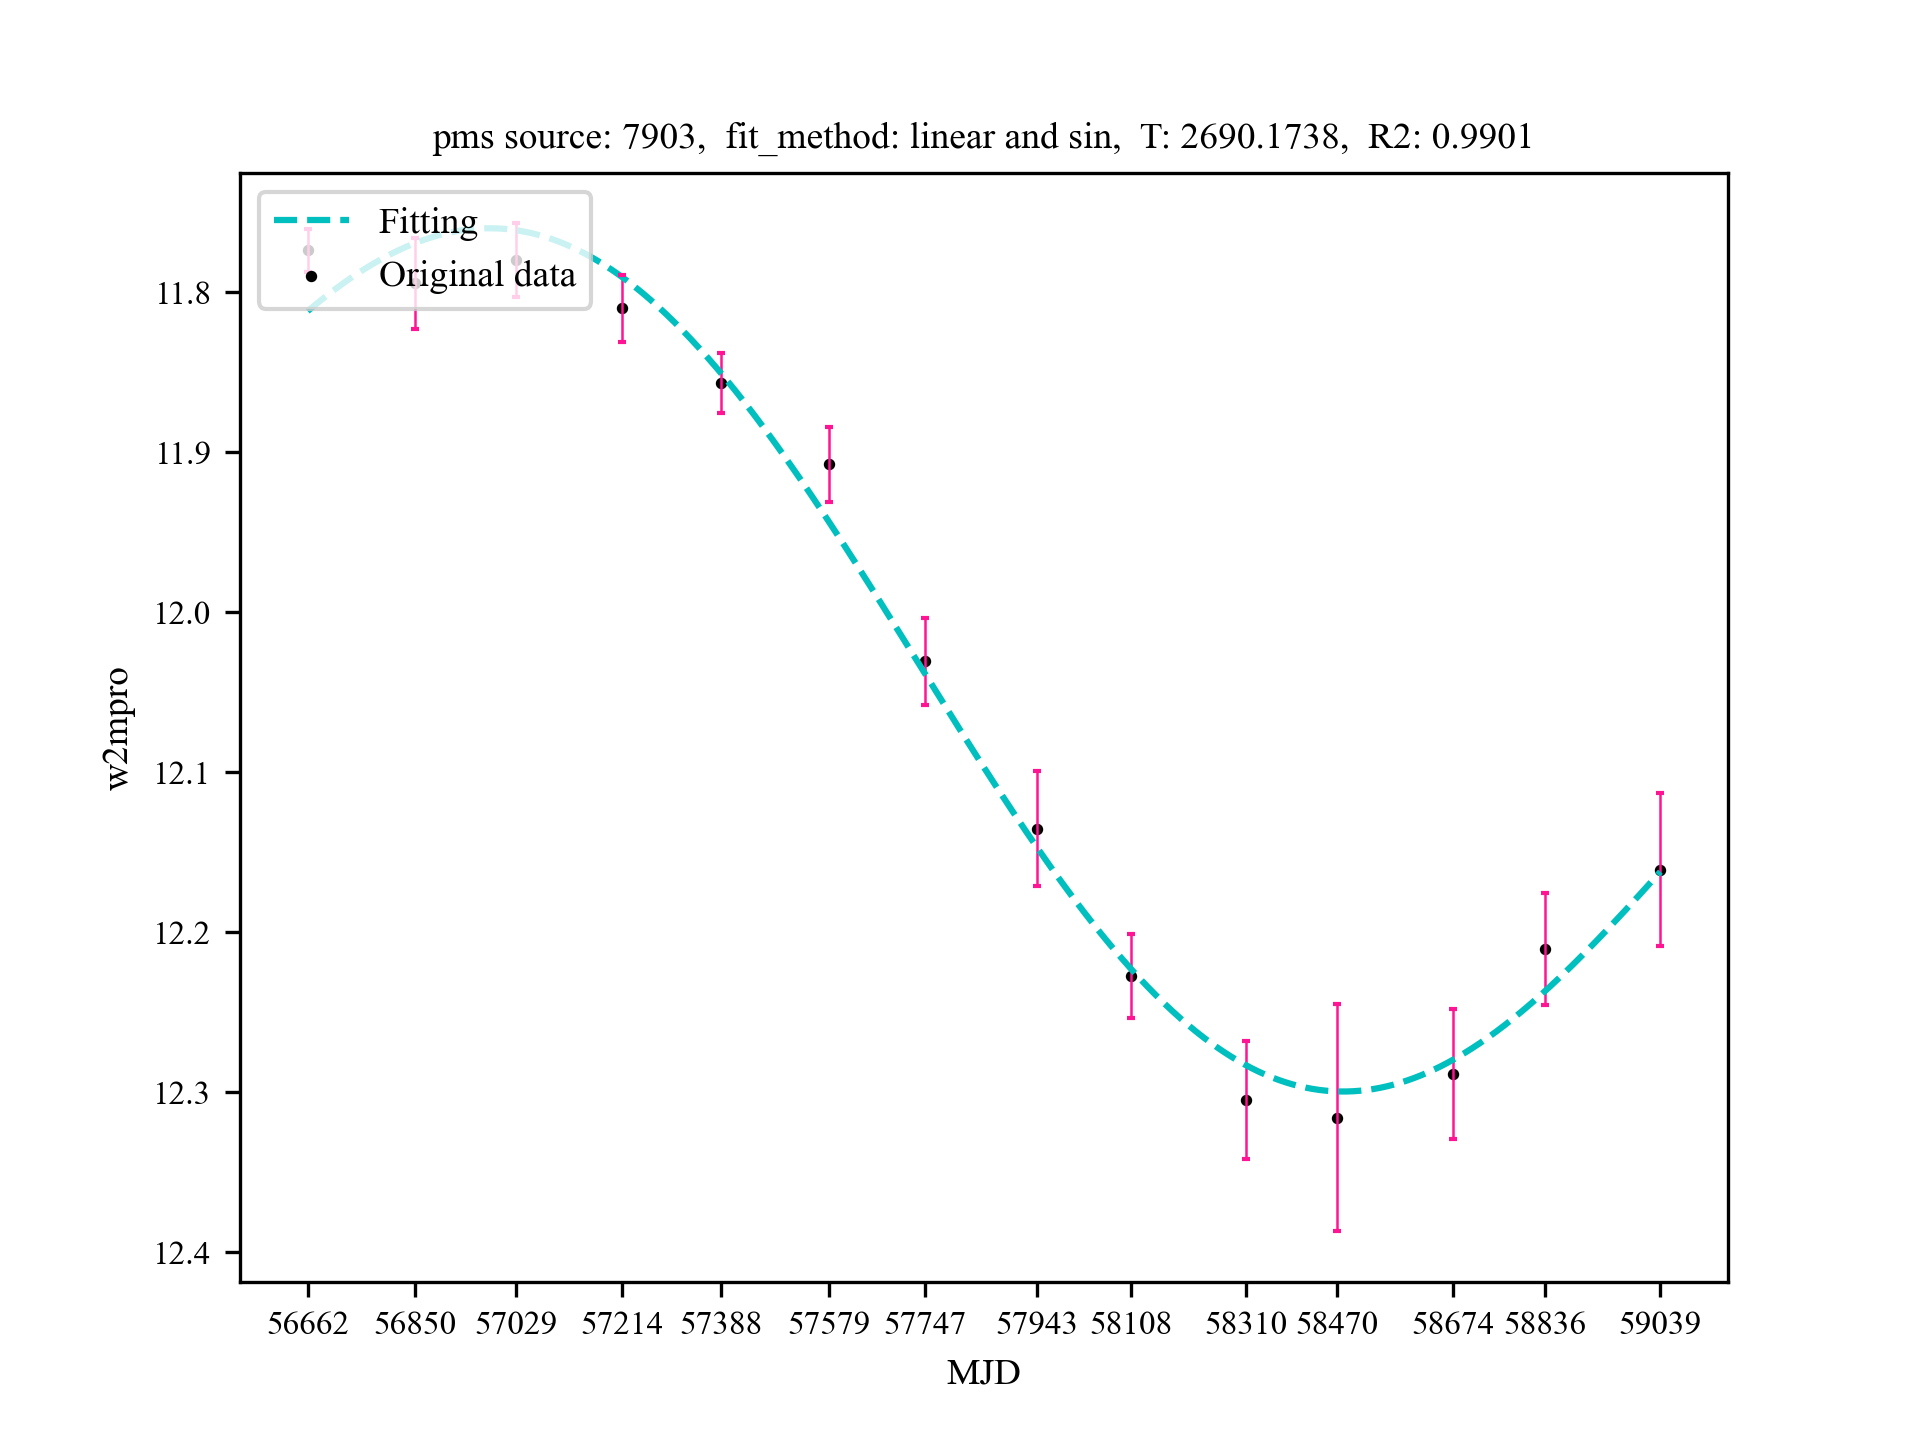 pms source: 7903,  fit_method: linear and sin,  T: 2690.1738,  R2: 0.9901
Fitting
Original data
11.8
11.9
12.0
12.1
12.2
12.3
12.4
w2mpro
56662 56850 57029 57214 57388 57579 57747 57943 58108 58310 58470 58674 58836 59039
MJD